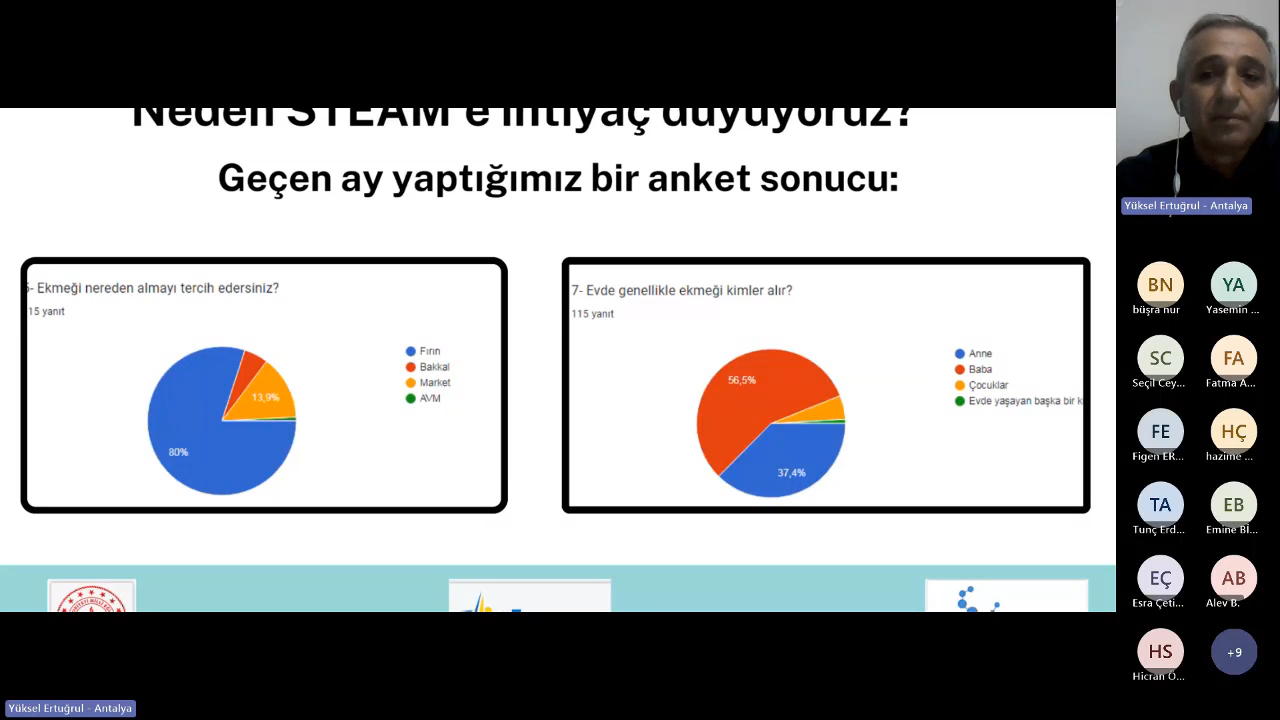 Neden STEAM'e ihtiyaç duyuyoruz?
Geçen ay yaptığımız bir anket sonucu:
- Ekmeği nereden almayı tercih edersiniz?
15 yanıt
80%
13,9%
Fırın
Bakkal
Market
AVM
7- Evde genellikle ekmeği kimler alır?
115 yanıt
56,5%
37,4%
Anne
Baba
Çocuklar
Evde yaşayan başka bir k
Yüksel Ertuğrul - Antalya
BN
büşra nur
YA
Yasemin ...
SC
Seçil Cey...
FA
Fatma A...
FE
Figen ER...
HÇ
hazime ...
TA
Tunç Erd...
EB
Emine Bİ...
EÇ
Esra Çeti...
AB
Alev B.
HS
Hicran Ö...
+9
Yüksel Ertuğrul - Antalya